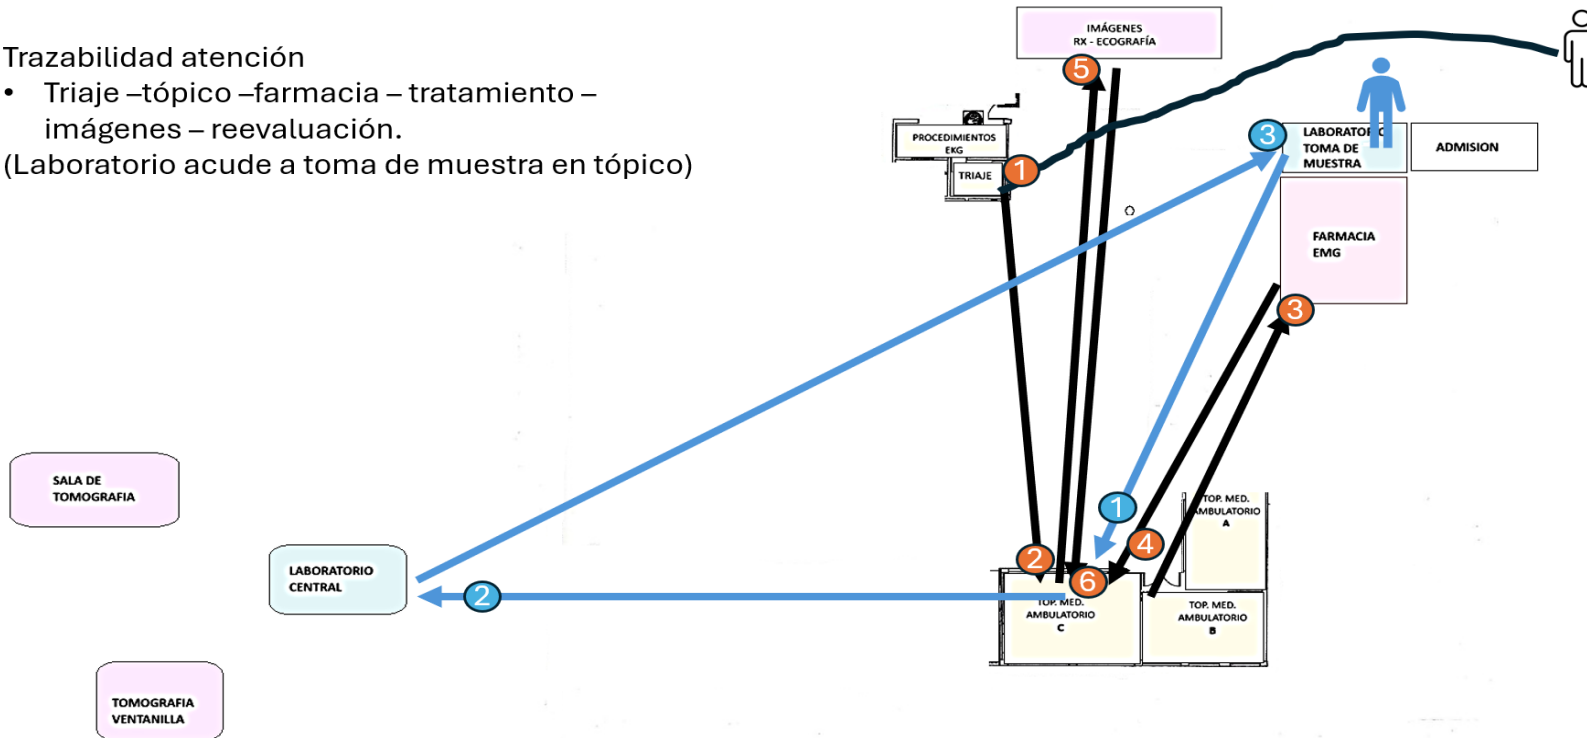 Trazabilidad atención
• Triaje –tópico –farmacia – tratamiento –
imágenes – reevaluación.
(Laboratorio acude a toma de muestra en tópico)
IMÁGENES
RX - ECOGRAFÍA
5
PROCEDIMIENTOS
EKG
TRIAJE
1
3
LABORATORIO
TOMA DE
MUESTRA
ADMISION
FARMACIA
EMG
3
SALA DE
TOMOGRAFIA
LABORATORIO
CENTRAL
2
TOMOGRAFIA
VENTANILLA
1
4
2
6
TOP. MED.
AMBULATORIO
A
TOP. MED.
AMBULATORIO
C
TOP. MED.
AMBULATORIO
B